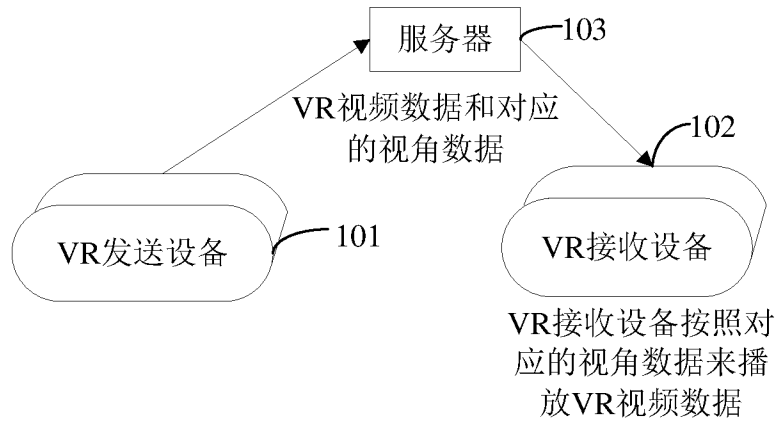 服务器
103
VR视频数据和对应
的视角数据
102
VR发送设备
101
VR接收设备
VR接收设备按照对
应的视角数据来播
放VR视频数据